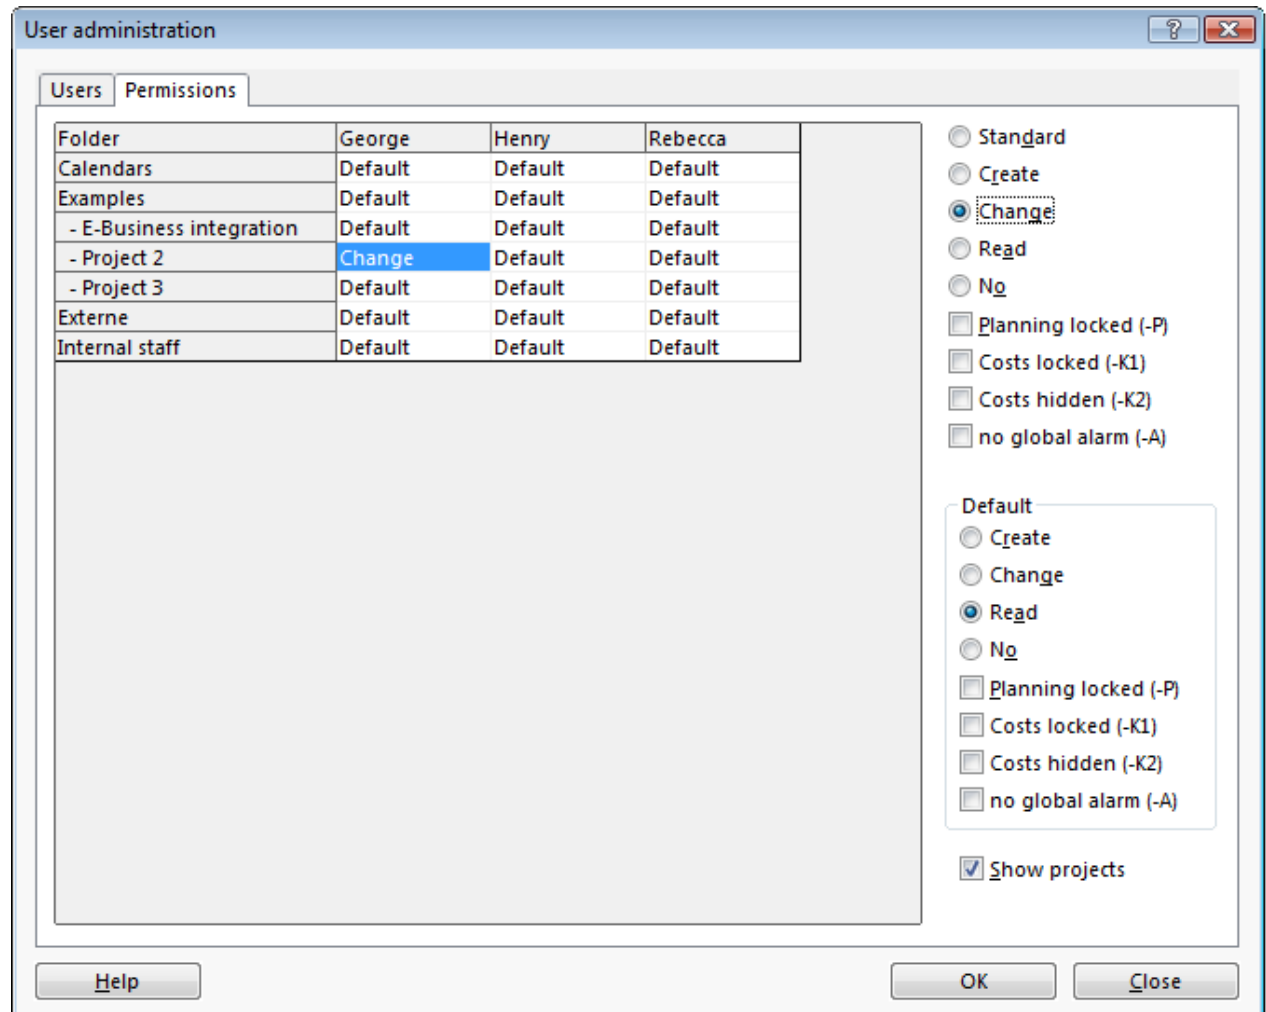 User administration
Users Permissions
Folder George Henry Rebecca
Calendars Default Default Default
Examples Default Default Default
- E-Business integration Default Default Default
- Project 2 Change Default Default
- Project 3 Default Default Default
Externe Default Default Default
Internal staff Default Default Default
Standard
Create
Change
Read
No
Planning locked (-P)
Costs locked (-K1)
Costs hidden (-K2)
no global alarm (-A)
Default
Create
Change
Read
No
Planning locked (-P)
Costs locked (-K1)
Costs hidden (-K2)
no global alarm (-A)
Show projects
Help OK Close